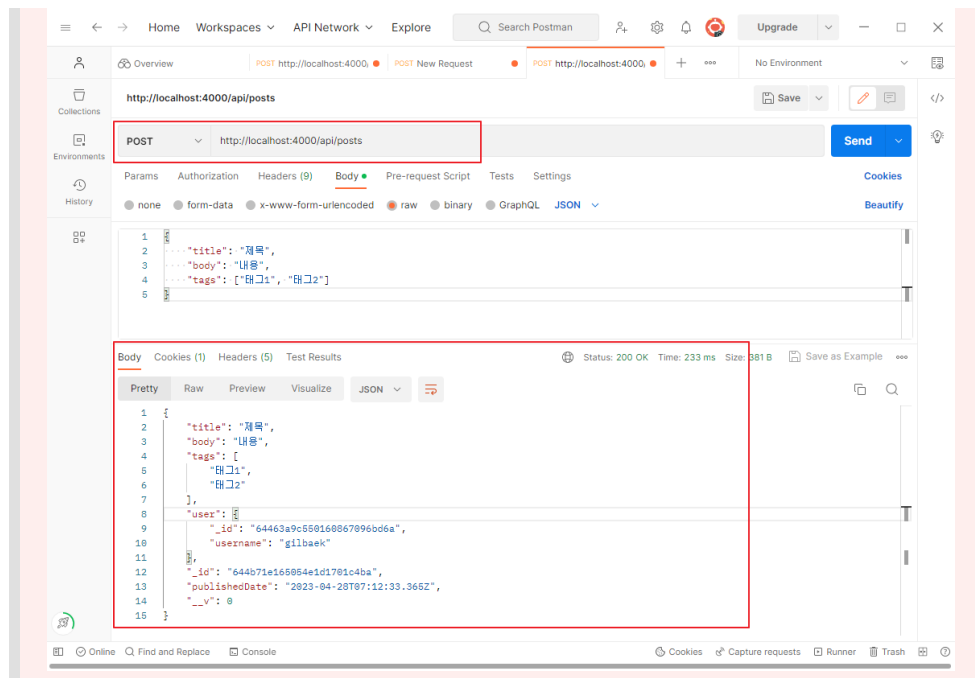 Home Workspaces API Network Explore Search Postman Upgrade
Overview POST http://localhost:4000/ POST New Request POST http://localhost:4000/ + No Environment
http://localhost:4000/api/posts Save
Collections
POST http://localhost:4000/api/posts Send
Environments
Params Authorization Headers (9) Body Pre-request Script Tests Settings Cookies
History
none form-data x-www-form-urlencoded raw binary GraphQL JSON Beautify
1 {
2 "title": "제목",
3 "body": "내용",
4 "tags": ["태그1", "태그2"]
5 }
Body Cookies (1) Headers (5) Test Results Status: 200 OK Time: 233 ms Size: 381 B Save as Example
Pretty Raw Preview Visualize JSON
1 {
2 "title": "제목",
3 "body": "내용",
4 "tags": [
5 "태그1",
6 "태그2"
7 ],
8 "user": {
9 "_id": "64463a9c550160867096bd6a",
10 "username": "gilbaek"
11 },
12 "_id": "644b71e165054e1d1701c4ba",
13 "publishedDate": "2023-04-28T07:12:33.365Z",
14 "__v": 0
15 }
Online Find and Replace Console Cookies Capture requests Runner Trash